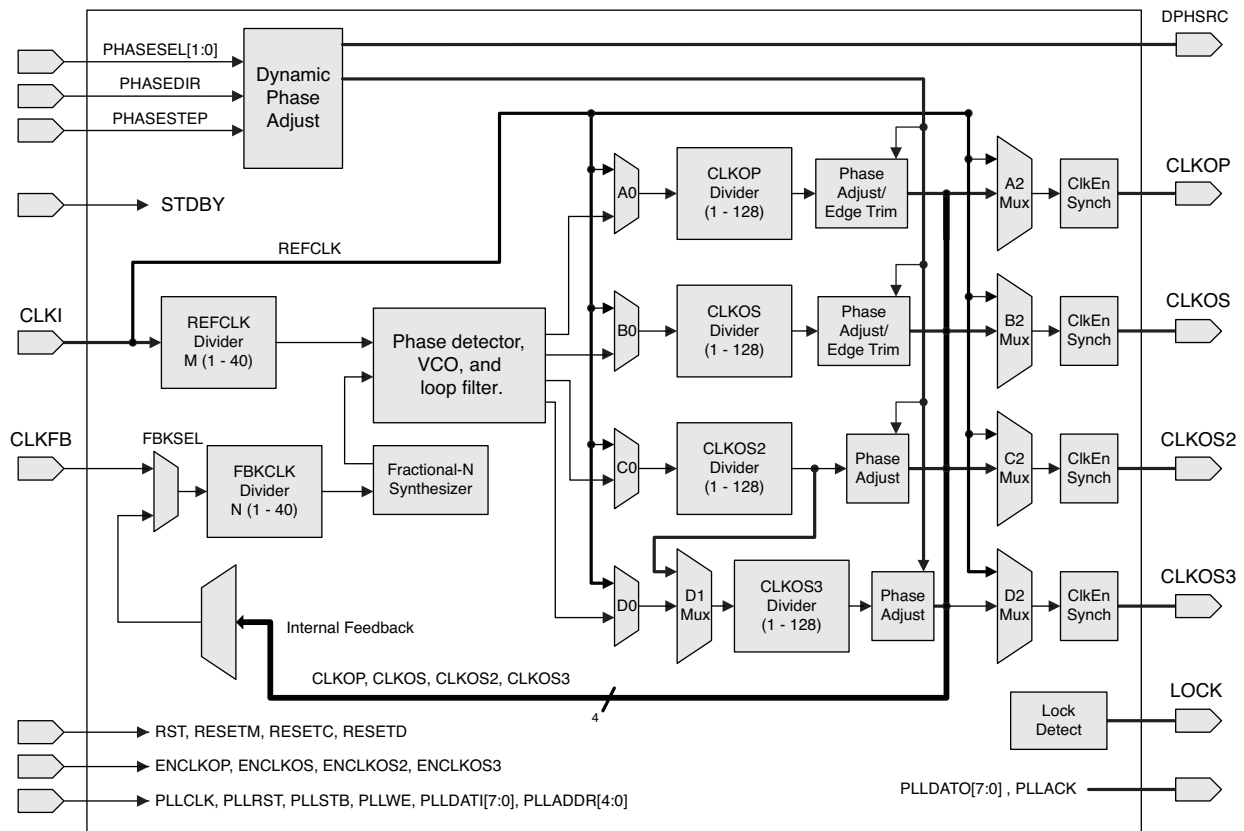 DPHSRC
PHASESEL[1:0]
PHASEDIR
PHASESTEP
Dynamic
Phase
Adjust
STDBY
REFCLK
CLKI
REFCLK
Divider
M (1 - 40)
Phase detector,
VCO, and
loop filter.
CLKFB
FBKSEL
FBKCLK
Divider
N (1 - 40)
Fractional-N
Synthesizer
Internal Feedback
CLKOP, CLKOS, CLKOS2, CLKOS3
4
A0
CLKOP
Divider
(1 - 128)
Phase
Adjust/
Edge Trim
A2
Mux
ClkEn
Synch
CLKOP
B0
CLKOS
Divider
(1 - 128)
Phase
Adjust/
Edge Trim
B2
Mux
ClkEn
Synch
CLKOS
C0
CLKOS2
Divider
(1 - 128)
Phase
Adjust
C2
Mux
ClkEn
Synch
CLKOS2
D0
D1
Mux
CLKOS3
Divider
(1 - 128)
Phase
Adjust
D2
Mux
ClkEn
Synch
CLKOS3
Lock
Detect
LOCK
RST, RESETM, RESETC, RESETD
ENCLKOP, ENCLKOS, ENCLKOS2, ENCLKOS3
PLLCLK, PLLRST, PLLSTB, PLLWE, PLLDATI[7:0], PLLADDR[4:0]
PLLDATO[7:0] , PLLACK